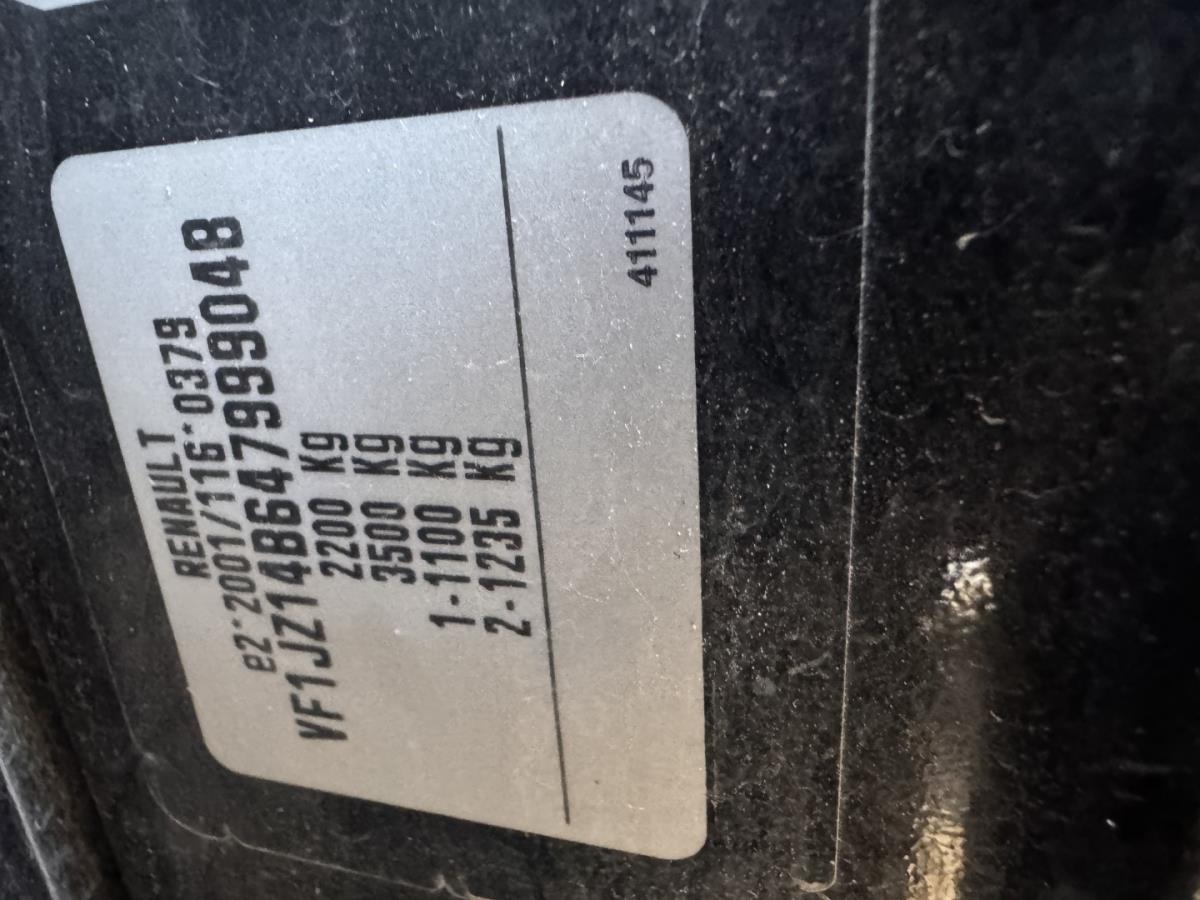 RENAULT
e2*2001/116*0379
VF1JZ14B647999048
2200 Kg
3500 Kg
1-1100 Kg
2-1235 Kg
411145